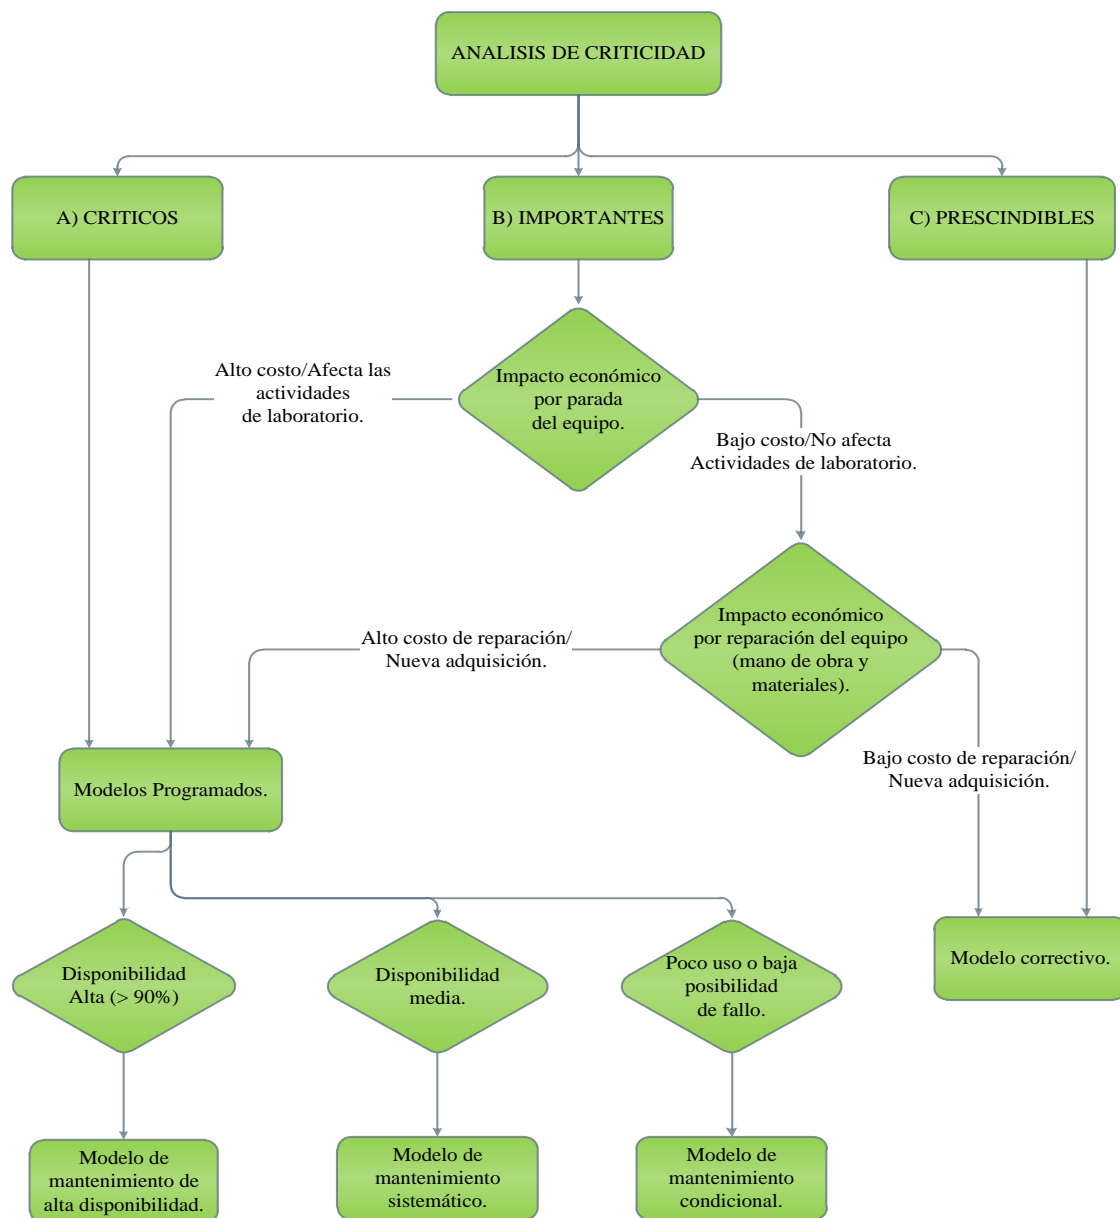 ANALISIS DE CRITICIDAD
A) CRITICOS
B) IMPORTANTES
C) PRESCINDIBLES
Alto costo/Afecta las
actividades
de laboratorio.
Impacto económico
por parada
del equipo.
Bajo costo/No afecta
Actividades de laboratorio.
Alto costo de reparación/
Nueva adquisición.
Impacto económico
por reparación del equipo
(mano de obra y
materiales).
Bajo costo de reparación/
Nueva adquisición.
Modelos Programados.
Disponibilidad
Alta (> 90%)
Disponibilidad
media.
Poco uso o baja
posibilidad
de fallo.
Modelo correctivo.
Modelo de
mantenimiento de
alta disponibilidad.
Modelo de
mantenimiento
sistemático.
Modelo de
mantenimiento
condicional.